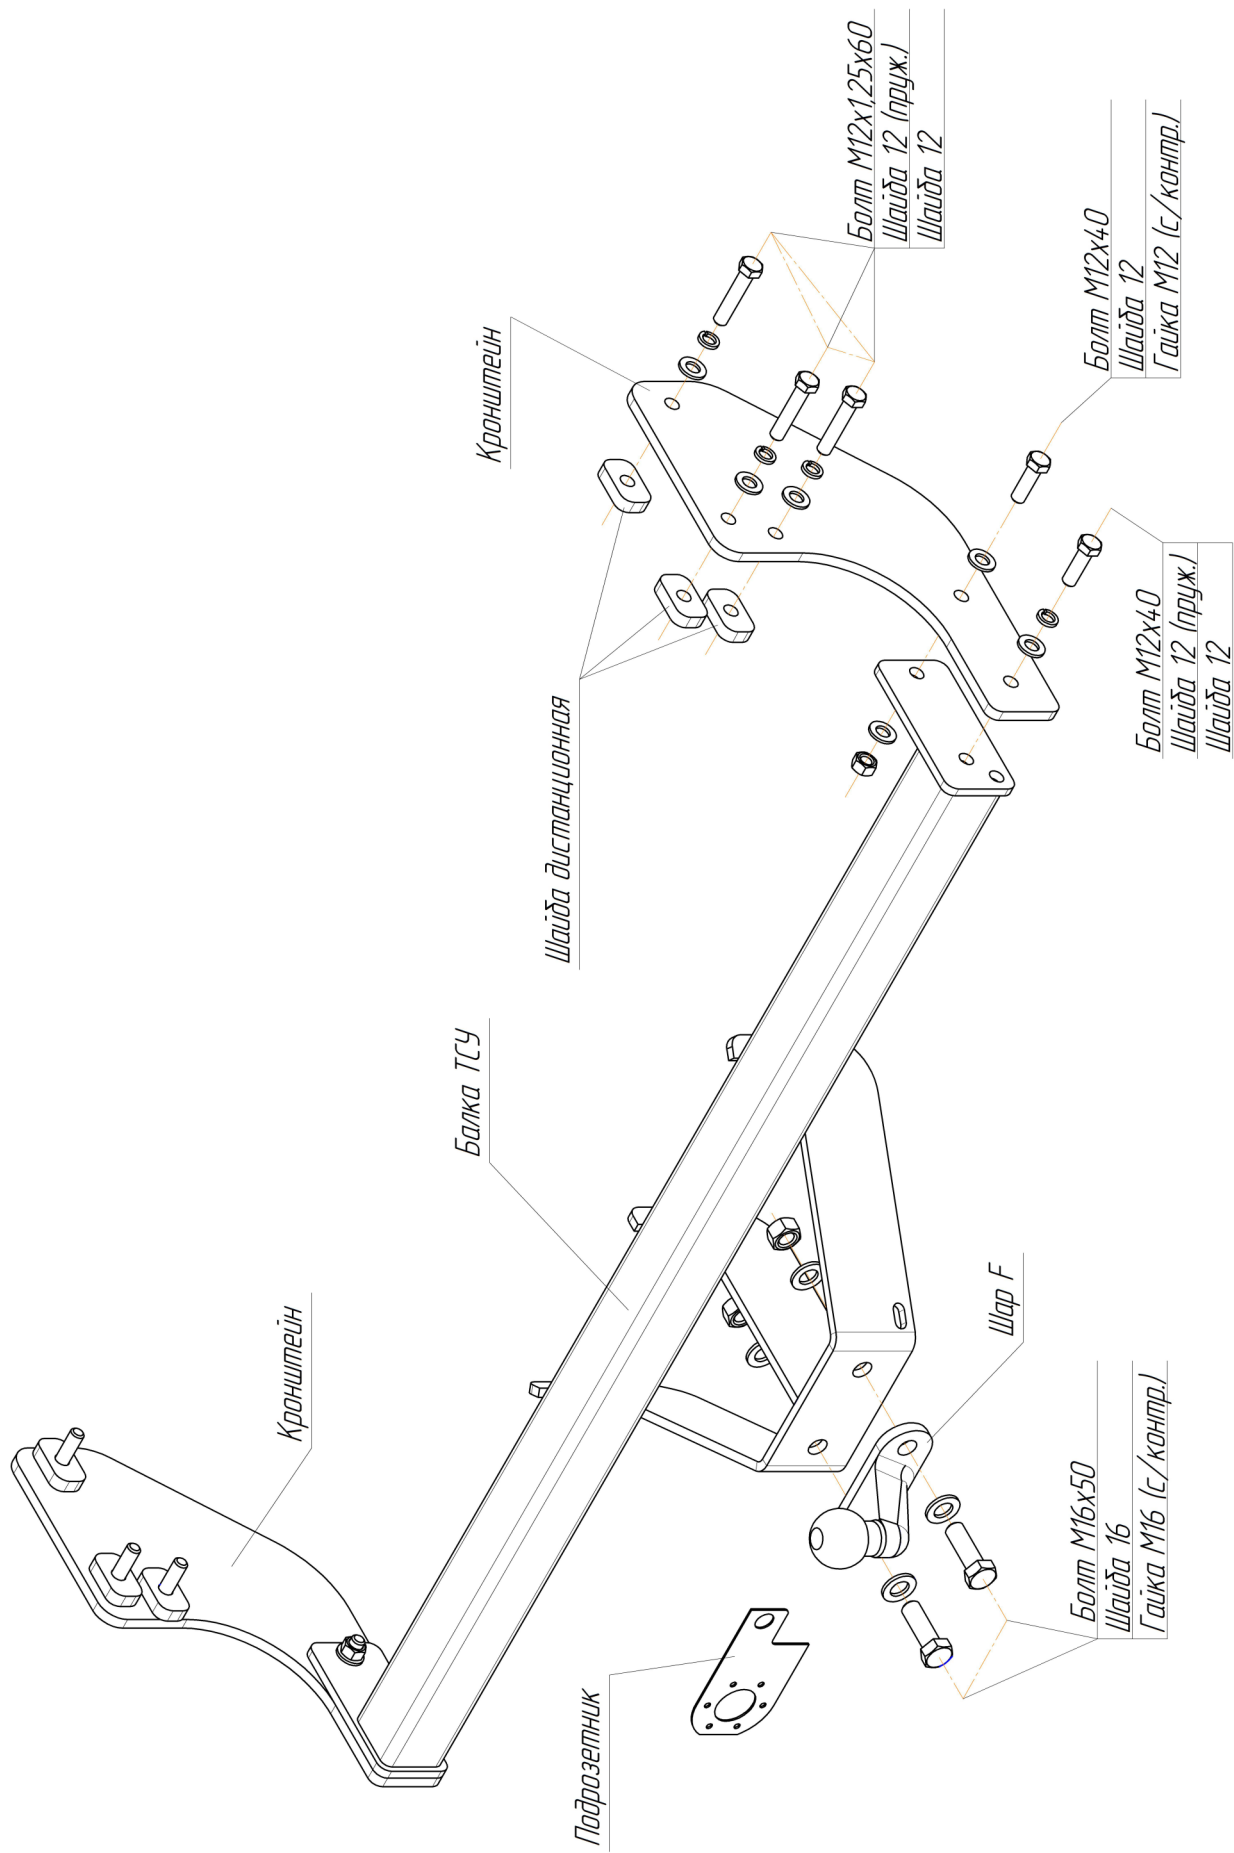 Кронштейн
Балка ТСУ
Шайба дистанционная
Кронштейн
Болт М12х1,25х60
Шайба 12 (пруж.)
Шайба 12
Болт М12х40
Шайба 12
Гайка М12 (с/контр.)
Болт М12х40
Шайба 12 (пруж.)
Шайба 12
Подрозетник
Шар F
Болт М16х50
Шайба 16
Гайка М16 (с/контр.)